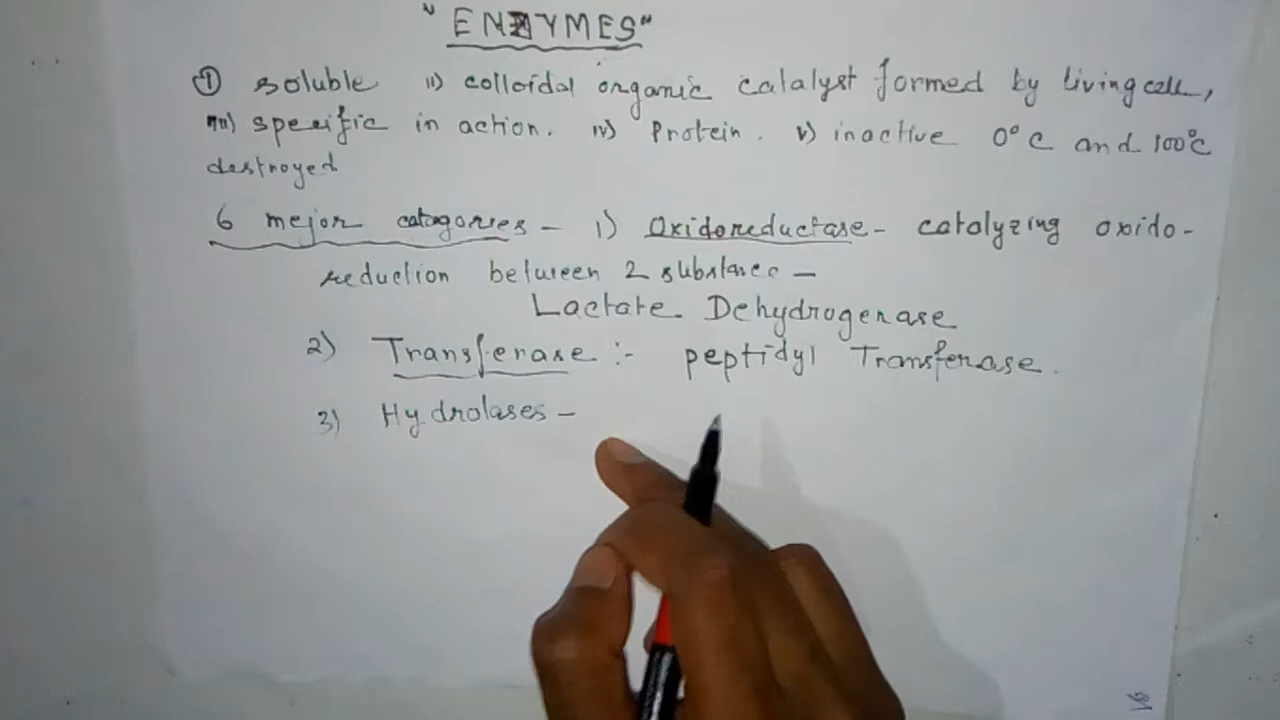 "ENZYMES"
① soluble ii) colloidal organic catalyst formed by living cell,
iii) specific in action. iv) Protein. v) inactive 0°C and 100°C
destroyed
6 mejor catagories - 1) Oxidoreductase - catalyzing oxido-
reduction between 2 substance -
Lactate Dehydrogenase
2) Transferase :- peptidyl Transferase.
3) Hydrolases -